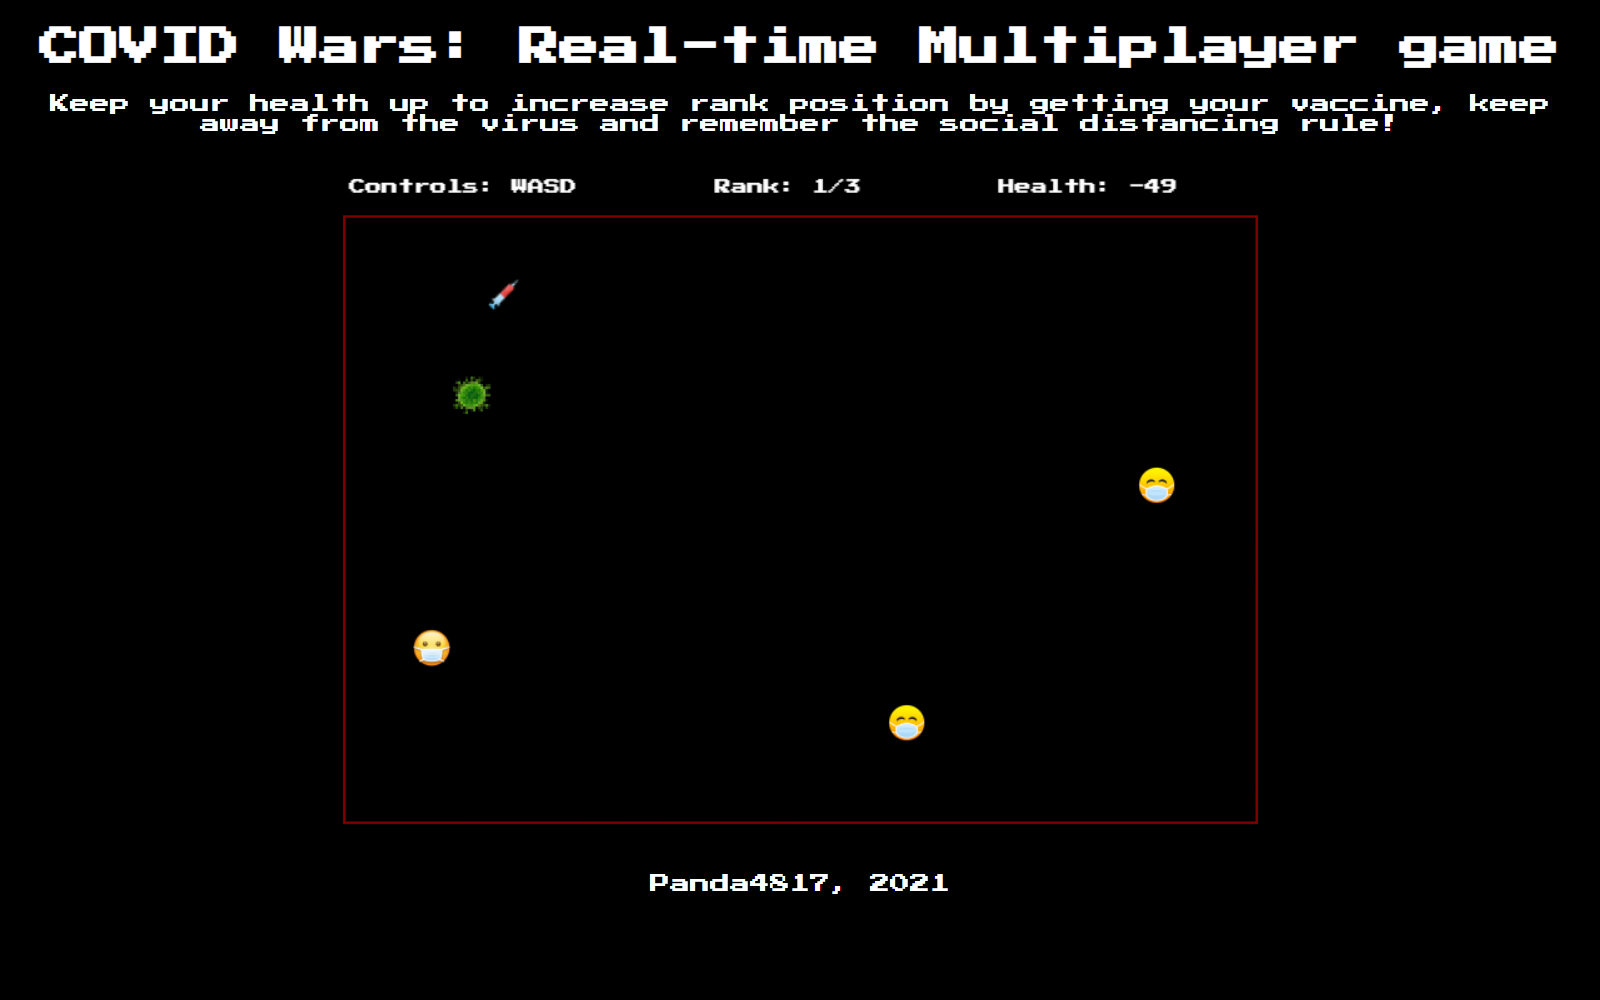 COVID Wars: Real-time Multiplayer game
Keep your health up to increase rank position by getting your vaccine, keep
away from the virus and remember the social distancing rule!
Controls: WASD Rank: 1/3 Health: -49
Panda4817, 2021